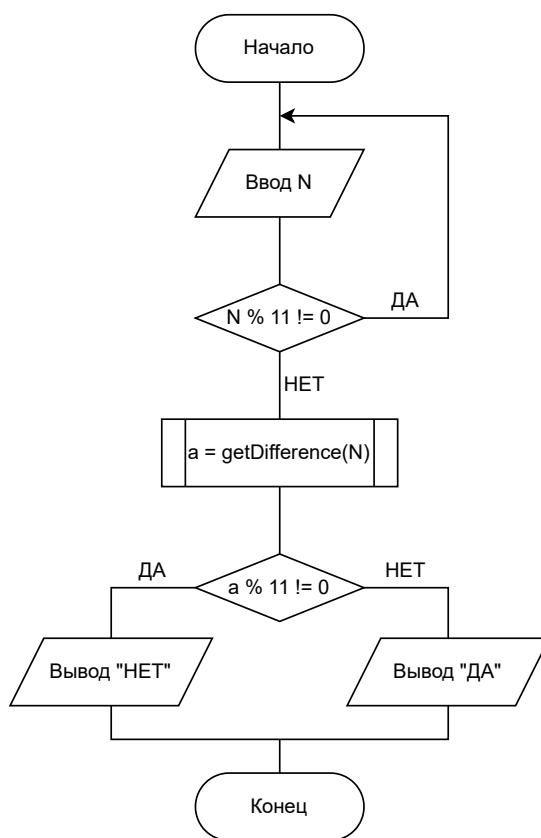 Начало
Ввод N
N % 11 != 0
ДА
НЕТ
a = getDifference(N)
a % 11 != 0
ДА
НЕТ
Вывод "НЕТ"
Вывод "ДА"
Конец